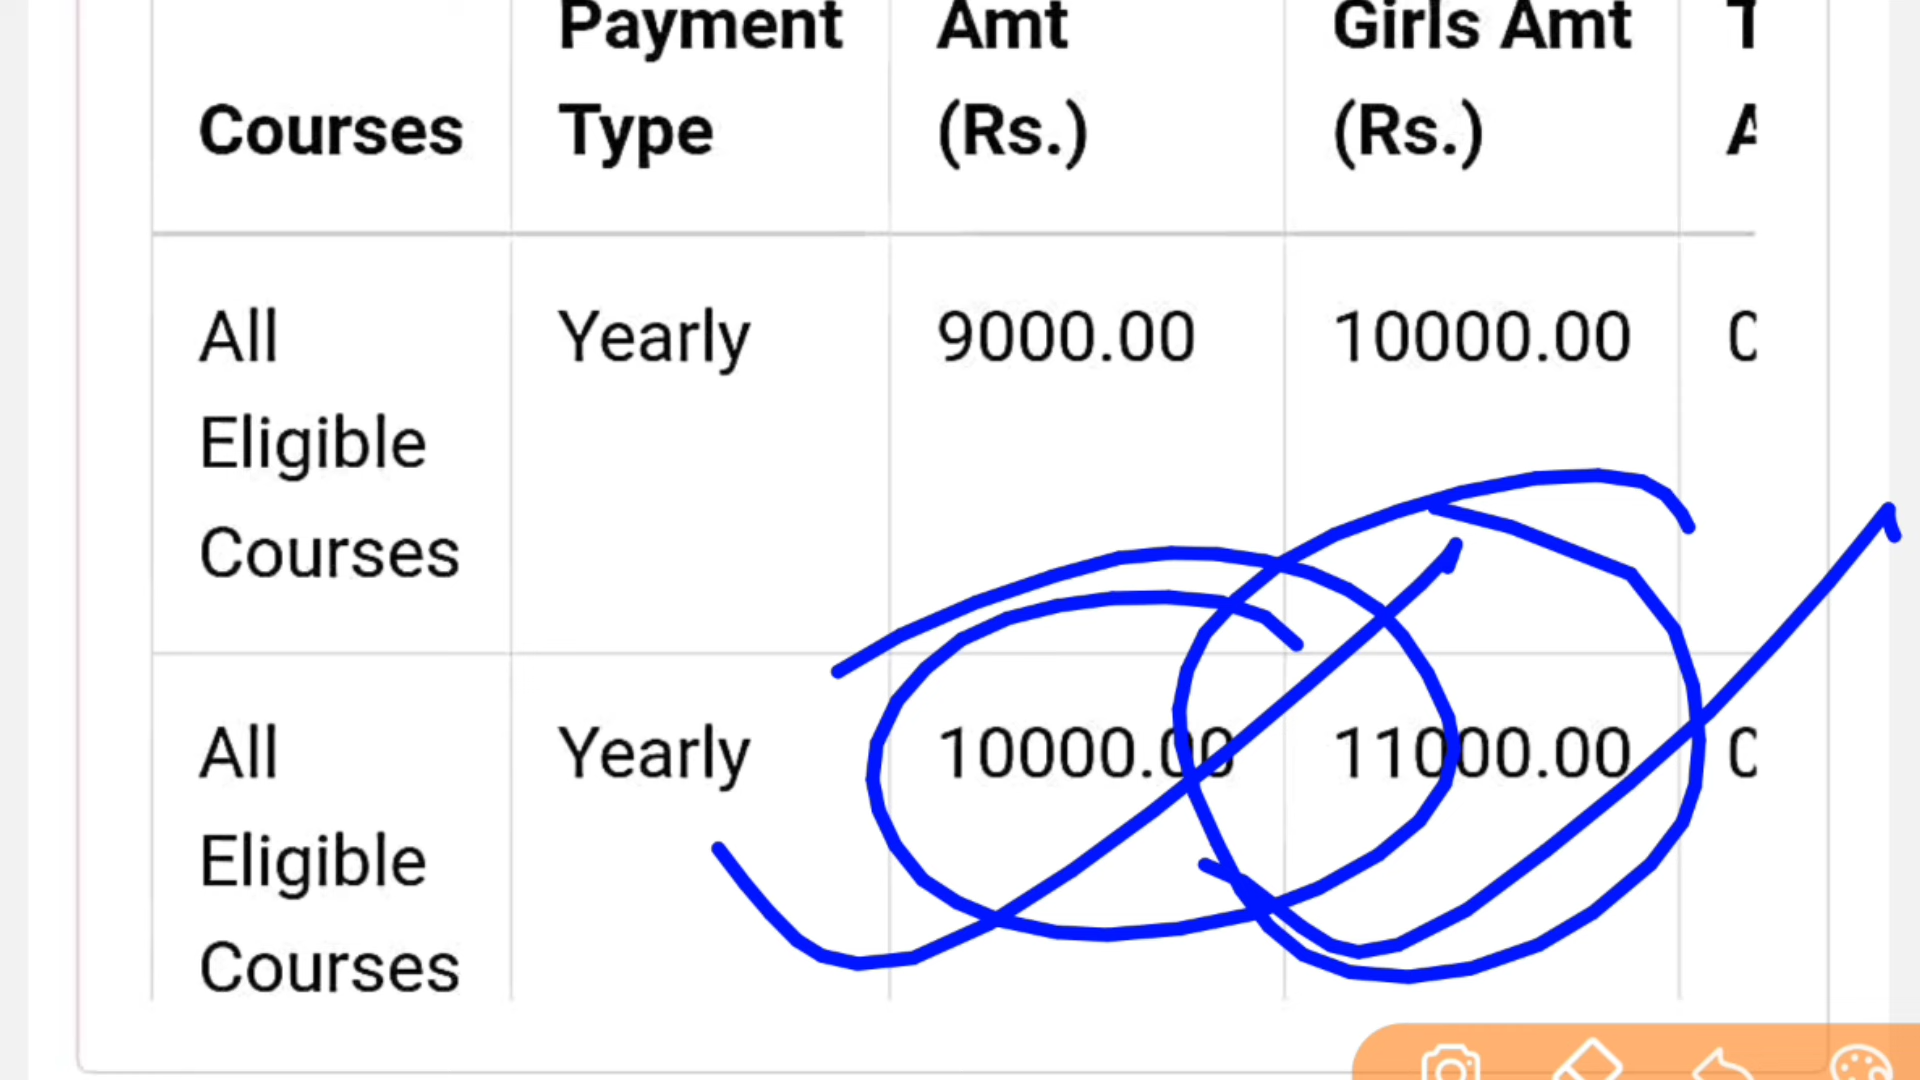 Payment Amt Girls Amt
Courses Type (Rs.) (Rs.)
All Yearly 9000.00 10000.00
Eligible
Courses
All Yearly 10000.00 11000.00
Eligible
Courses